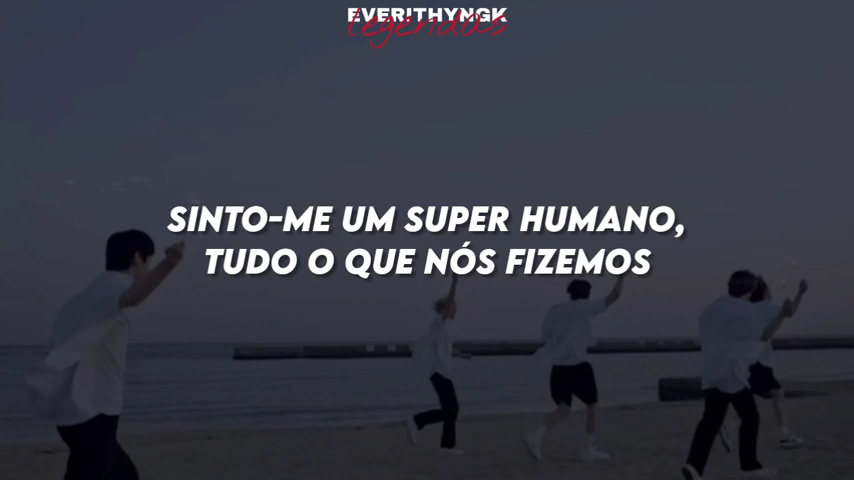 EVERITHYNGK
legendas
SINTO-ME UM SUPER HUMANO,
TUDO O QUE NÓS FIZEMOS